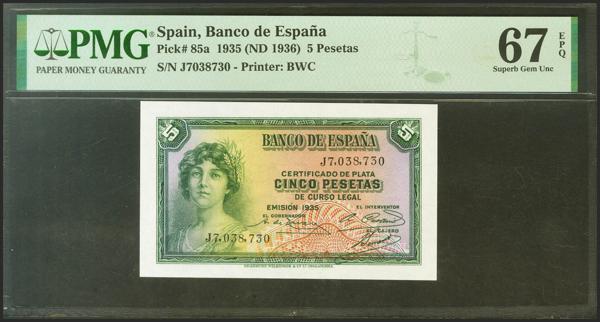 PMG
PAPER MONEY GUARANTY
Spain, Banco de España
Pick# 85a 1935 (ND 1936) 5 Pesetas
S/N J7038730 - Printer: BWC
67 EPQ
Superb Gem Unc
5
5
BANCO DE ESPAÑA
J7,038,730
CERTIFICADO DE PLATA
CINCO PESETAS
DE CURSO LEGAL
EMISIÓN 1935
EL GOBERNADOR
EL INTERVENTOR
EL CAJERO
J7,038,730